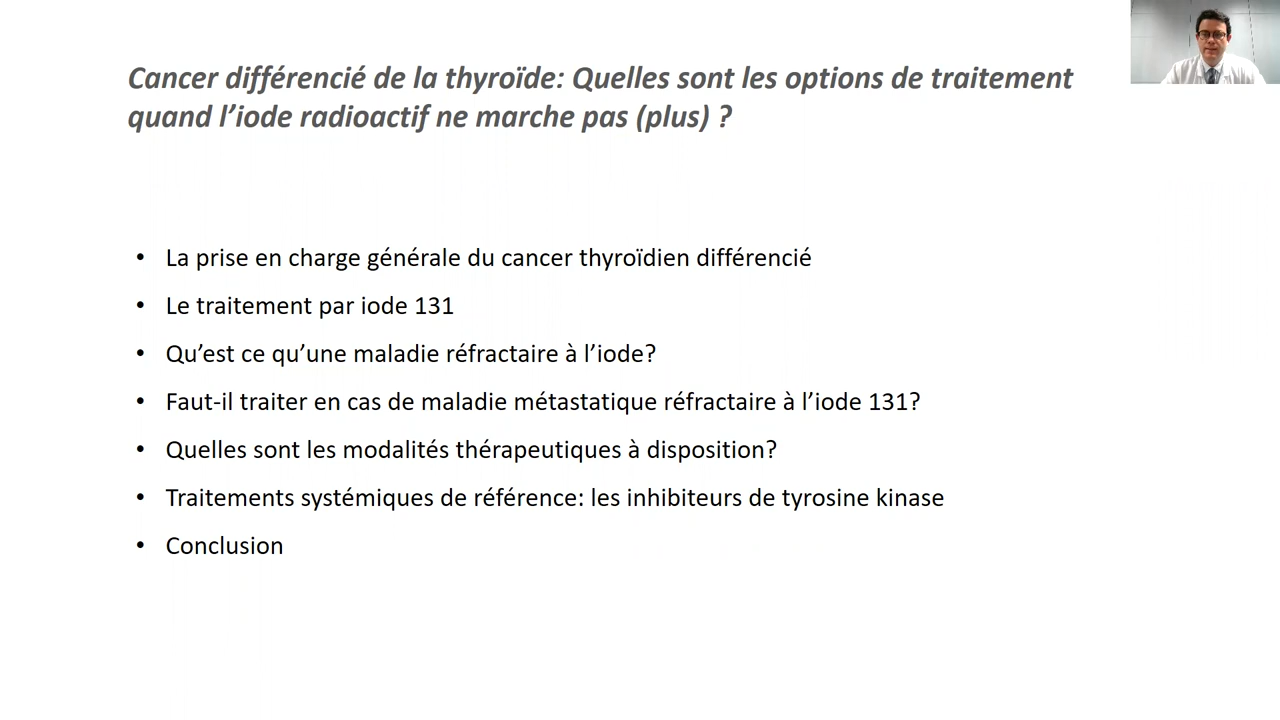 Cancer différencié de la thyroïde: Quelles sont les options de traitement
quand l’iode radioactif ne marche pas (plus) ?
• La prise en charge générale du cancer thyroïdien différencié
• Le traitement par iode 131
• Qu’est ce qu’une maladie réfractaire à l’iode?
• Faut-il traiter en cas de maladie métastatique réfractaire à l’iode 131?
• Quelles sont les modalités thérapeutiques à disposition?
• Traitements systémiques de référence: les inhibiteurs de tyrosine kinase
• Conclusion